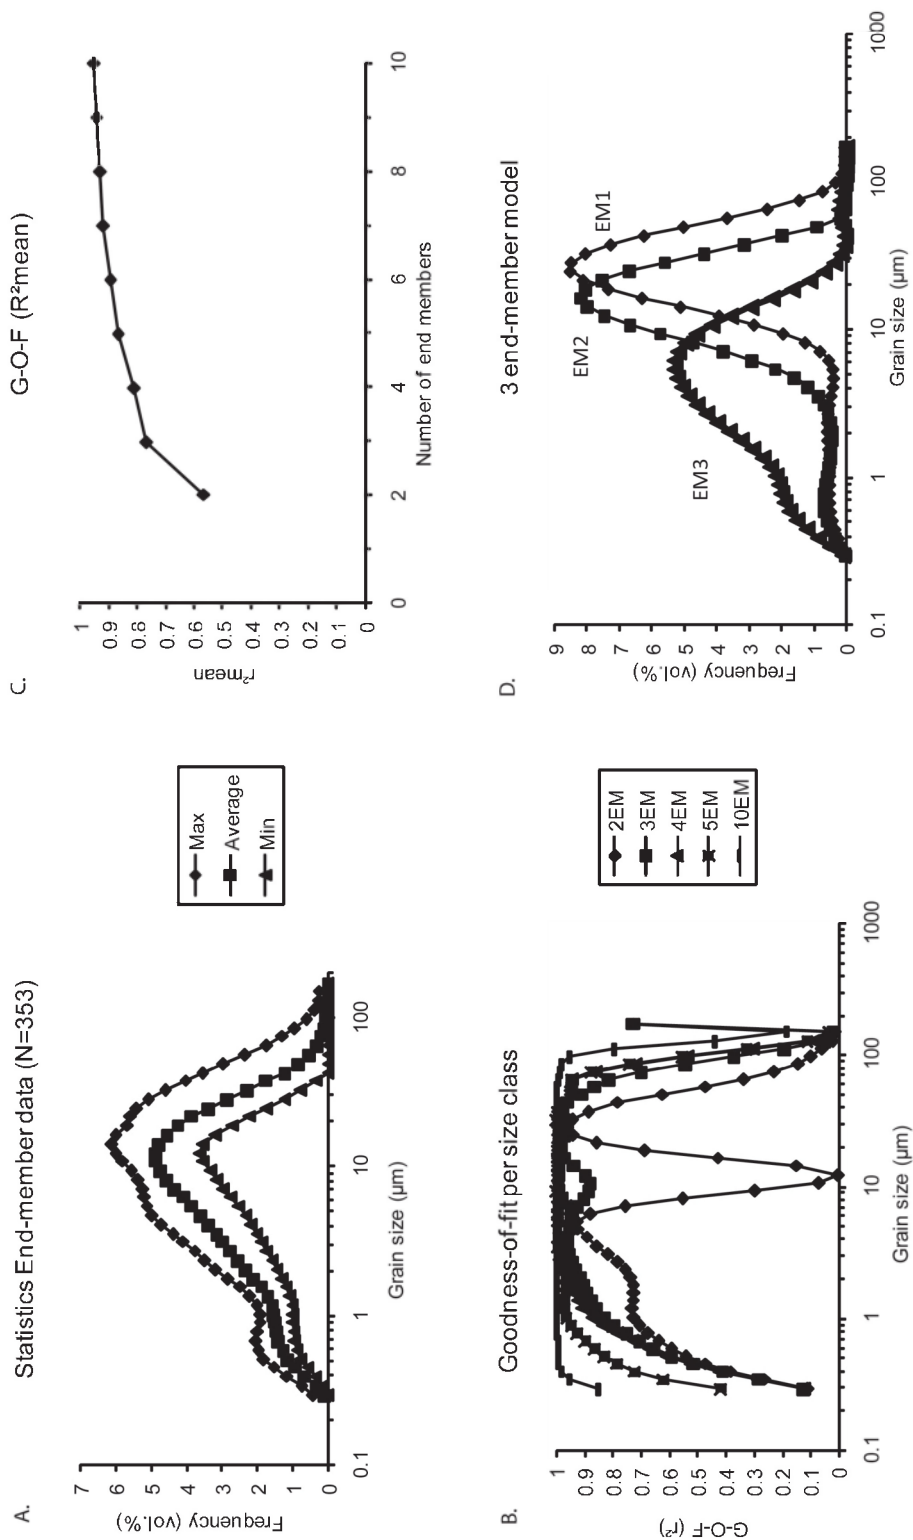 A.
Statistics End-member data (N=353)
Frequency (vol.%)
7
6
5
4
3
2
1
0
0.1
1
10
100
Grain size (µm)
Max
Average
Min
B.
Goodness-of-fit per size class
G-O-F (r²)
1
0.9
0.8
0.7
0.6
0.5
0.4
0.3
0.2
0.1
0
0.1
1
10
100
1000
Grain size (µm)
2EM
3EM
4EM
5EM
10EM
C.
G-O-F (R²mean)
r²mean
1
0.9
0.8
0.7
0.6
0.5
0.4
0.3
0.2
0.1
0
0
2
4
6
8
10
Number of end members
D.
3 end-member model
Frequency (vol.%)
9
8
7
6
5
4
3
2
1
0
0.1
1
10
100
1000
Grain size (µm)
EM1
EM2
EM3